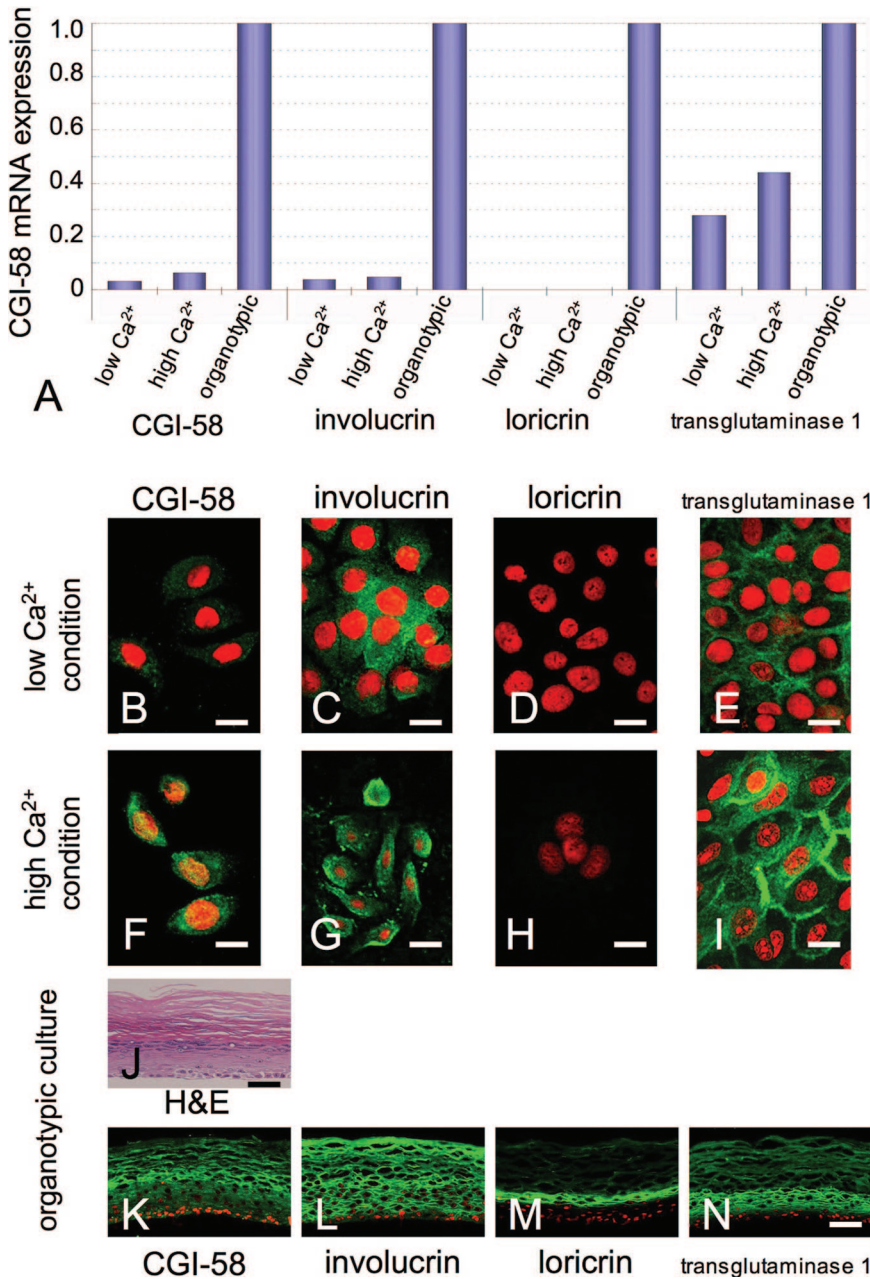 CGI-58 mRNA expression
1.0
0.8
0.6
0.4
0.2
0
low Ca²⁺
high Ca²⁺
organotypic
low Ca²⁺
high Ca²⁺
organotypic
low Ca²⁺
high Ca²⁺
organotypic
low Ca²⁺
high Ca²⁺
organotypic
A
CGI-58
involucrin
loricrin
transglutaminase 1
CGI-58
involucrin
loricrin
transglutaminase 1
low Ca²⁺
condition
B
C
D
E
high Ca²⁺
condition
F
G
H
I
organotypic culture
J
H&E
K
L
M
N
CGI-58
involucrin
loricrin
transglutaminase 1